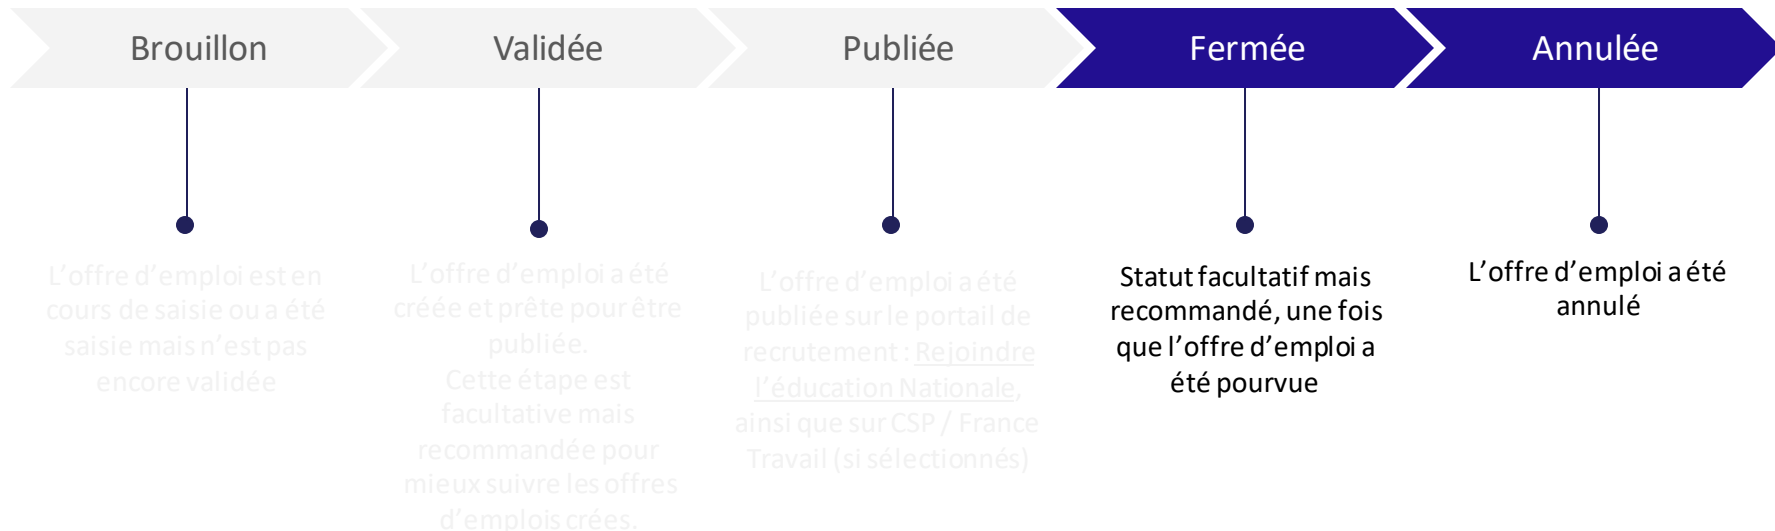 Brouillon
Validée
Publiée
Fermée
Annulée
L'offre d'emploi est en
cours de saisie ou a été
saisie mais n'est pas
encore validée
L'offre d'emploi a été
créée et prête pour être
publiée.
Cette étape est
facultative mais
recommandée pour
mieux suivre les offres
d'emplois crées.
L'offre d'emploi a été
publiée sur le portail de
recrutement : Rejoindre
l'éducation Nationale,
ainsi que sur CSP / France
Travail (si sélectionnés)
Statut facultatif mais
recommandé, une fois
que l'offre d'emploi a
été pourvue
L'offre d'emploi a été
annulé